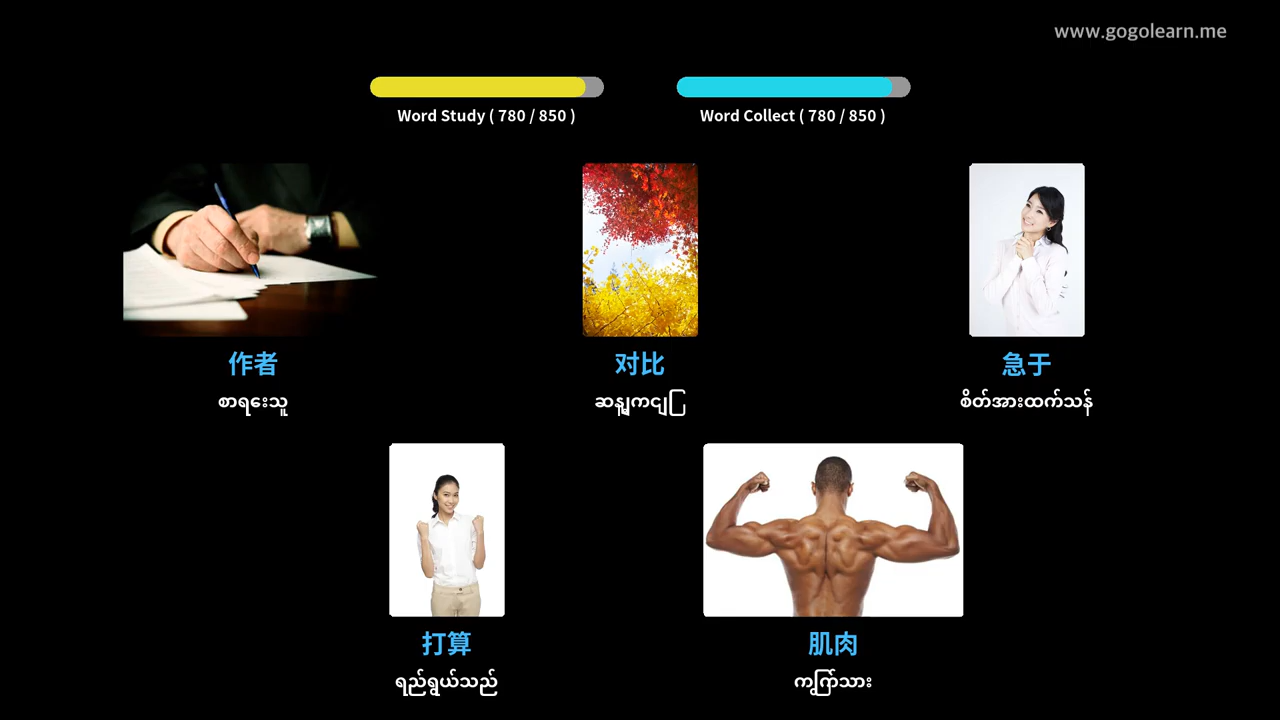 www.gogolearn.me
Word Study ( 780 / 850 )
Word Collect ( 780 / 850 )
作者
对比
急于
စာရေးသူ
ဆန့်ကျင်ပြ
စိတ်အားထက်သန်
打算
肌肉
ရည်ရွယ်သည်
ကြွက်သား